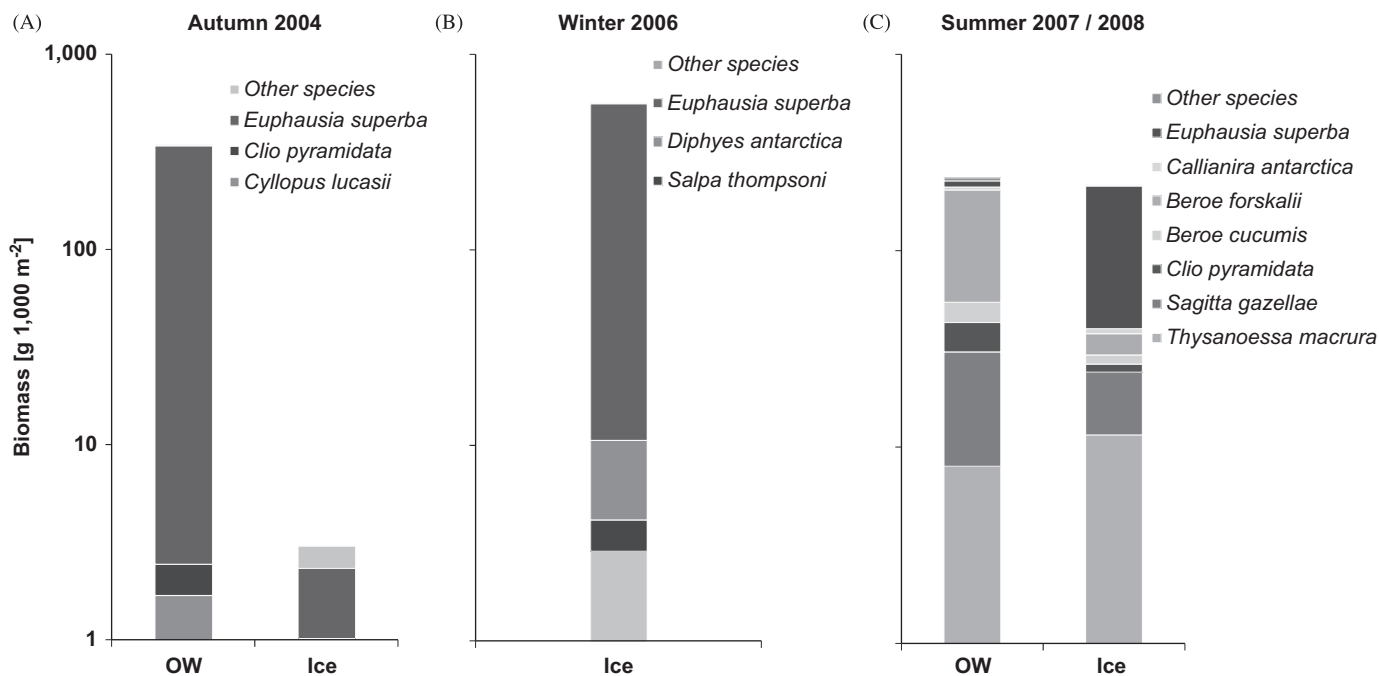 (A) Autumn 2004
(B) Winter 2006
(C) Summer 2007 / 2008
Biomass [g 1,000 m-2]
1,000
100
10
1
Other species
Euphausia superba
Clio pyramidata
Cyllopus lucasii
OW Ice
Other species
Euphausia superba
Diphyes antarctica
Salpa thompsoni
Ice
Other species
Euphausia superba
Callianira antarctica
Beroe forskalii
Beroe cucumis
Clio pyramidata
Sagitta gazellae
Thysanoessa macrura
OW Ice